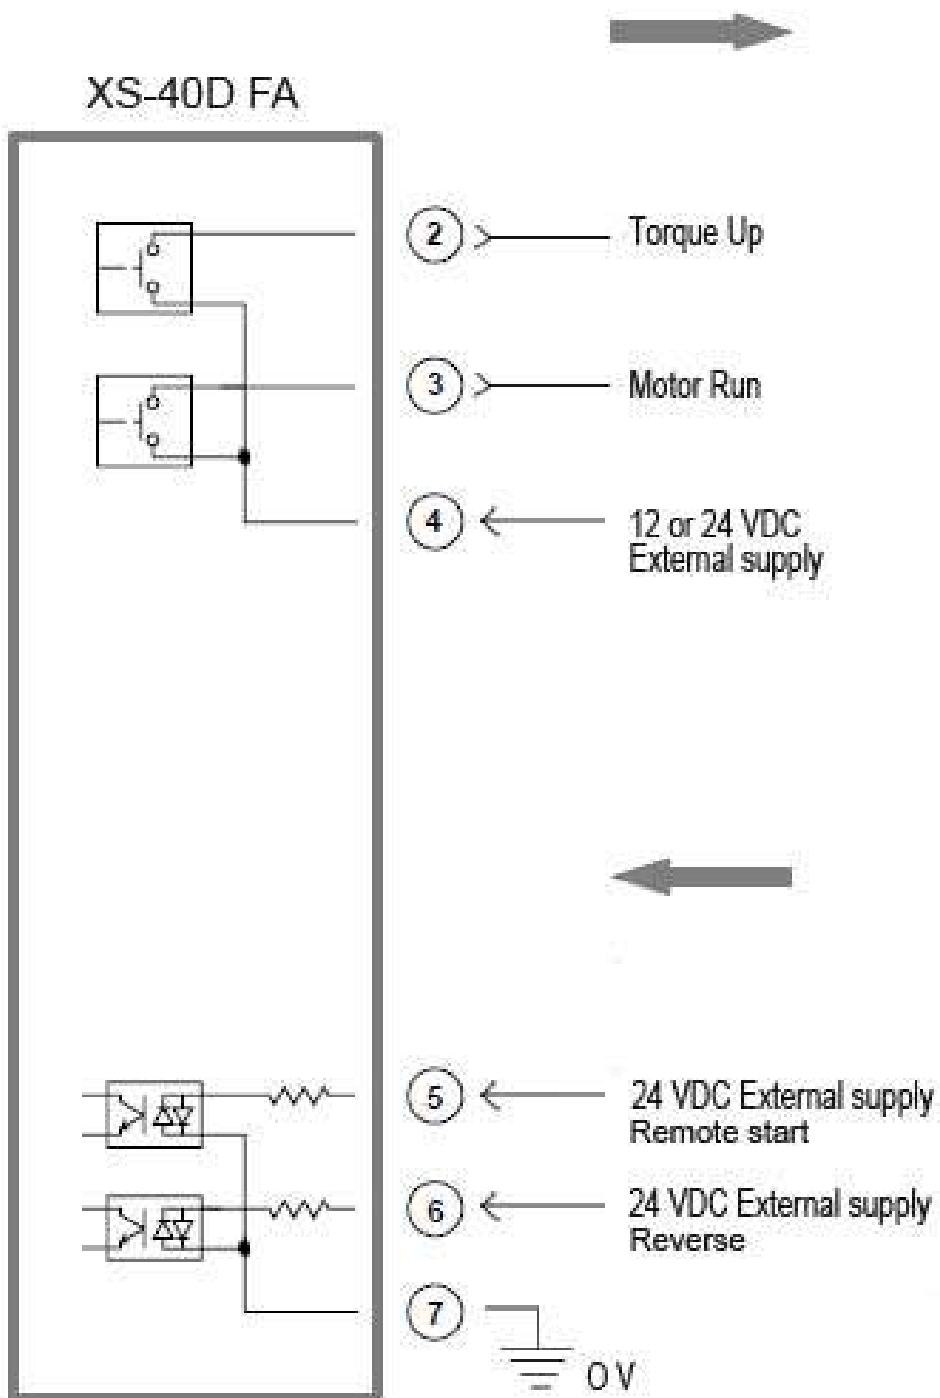 XS-40D FA
2 Torque Up
3 Motor Run
4 12 or 24 VDC
External supply
5 24 VDC External supply
Remote start
6 24 VDC External supply
Reverse
7
0 V